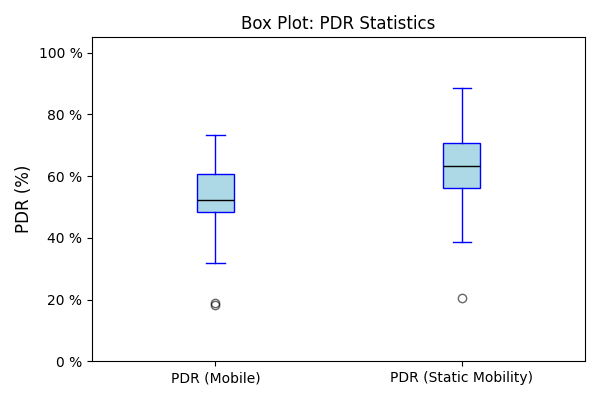 Box Plot: PDR Statistics
PDR (%)
100 %
80 %
60 %
40 %
20 %
0 %
PDR (Mobile)
PDR (Static Mobility)